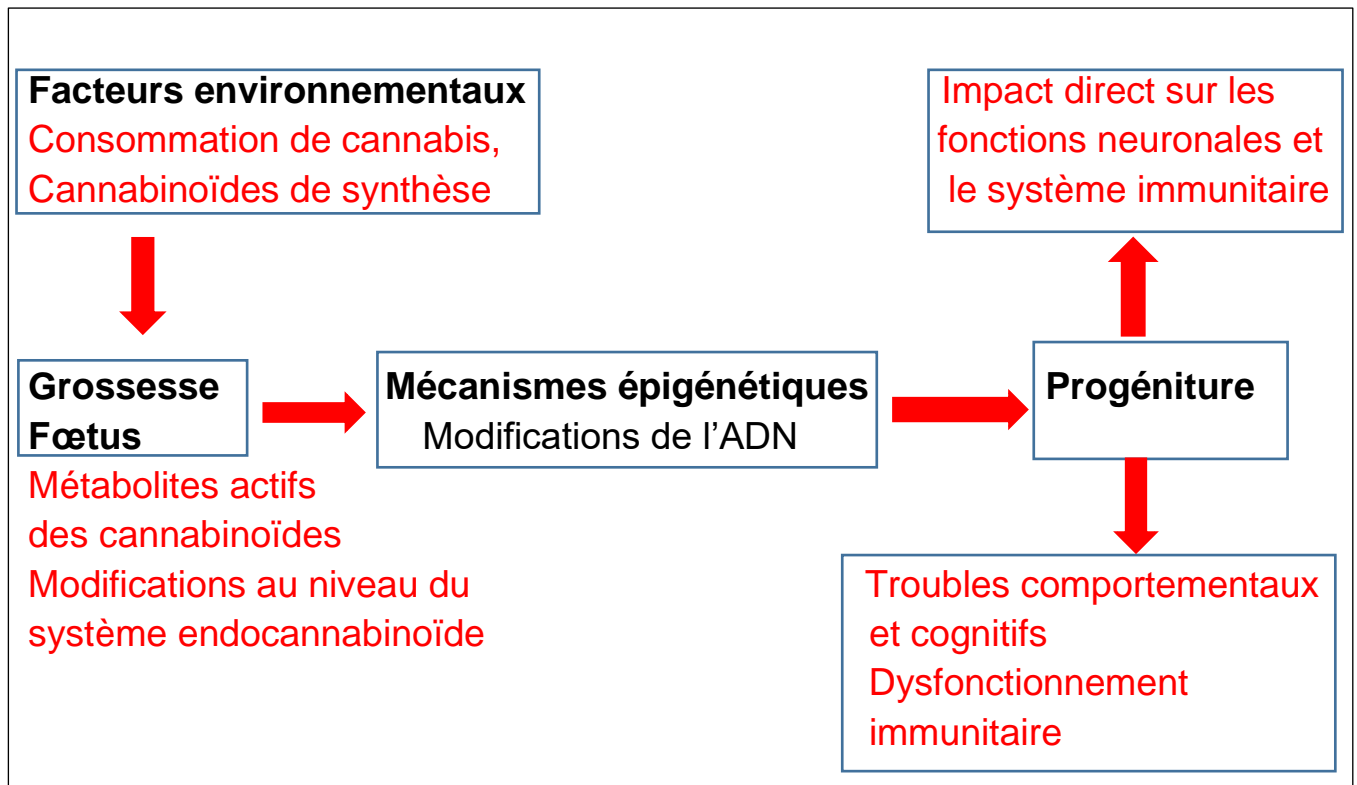 Facteurs environnementaux
Consommation de cannabis,
Cannabinoïdes de synthèse
Impact direct sur les
fonctions neuronales et
le système immunitaire
Grossesse
Fœtus
Métabolites actifs
des cannabinoïdes
Modifications au niveau du
système endocannabinoïde
Mécanismes épigénétiques
Modifications de l’ADN
Progéniture
Troubles comportementaux
et cognitifs
Dysfonctionnement
immunitaire